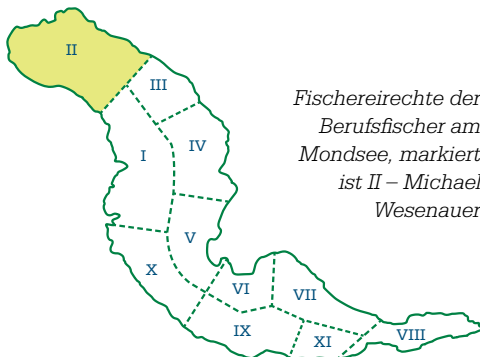 II
III
Fischereirechte der
Berufsfischer am
Mondsee, markiert
ist II – Michael
Wesenauer
I
IV
V
X
VI
VII
IX
XI
VIII